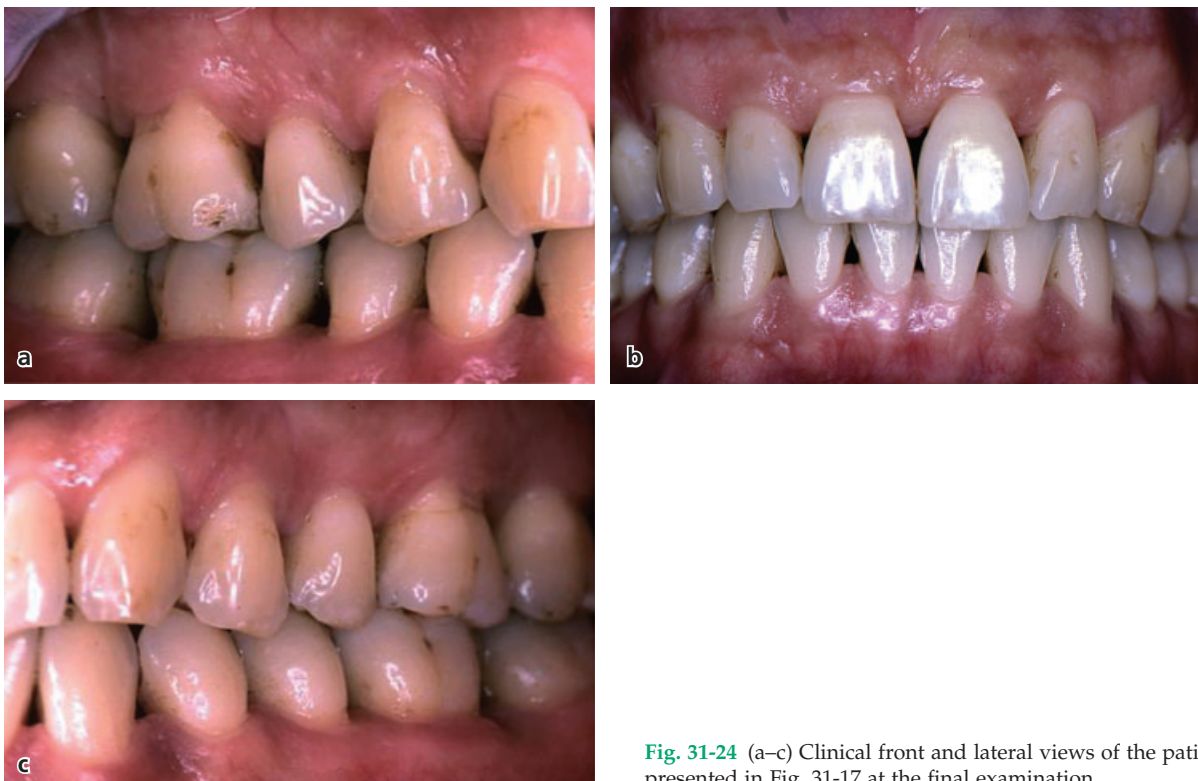 a
b
c
Fig. 31-24 (a–c) Clinical front and lateral views of the pati
presented in Fig. 31-17 at the final examination.